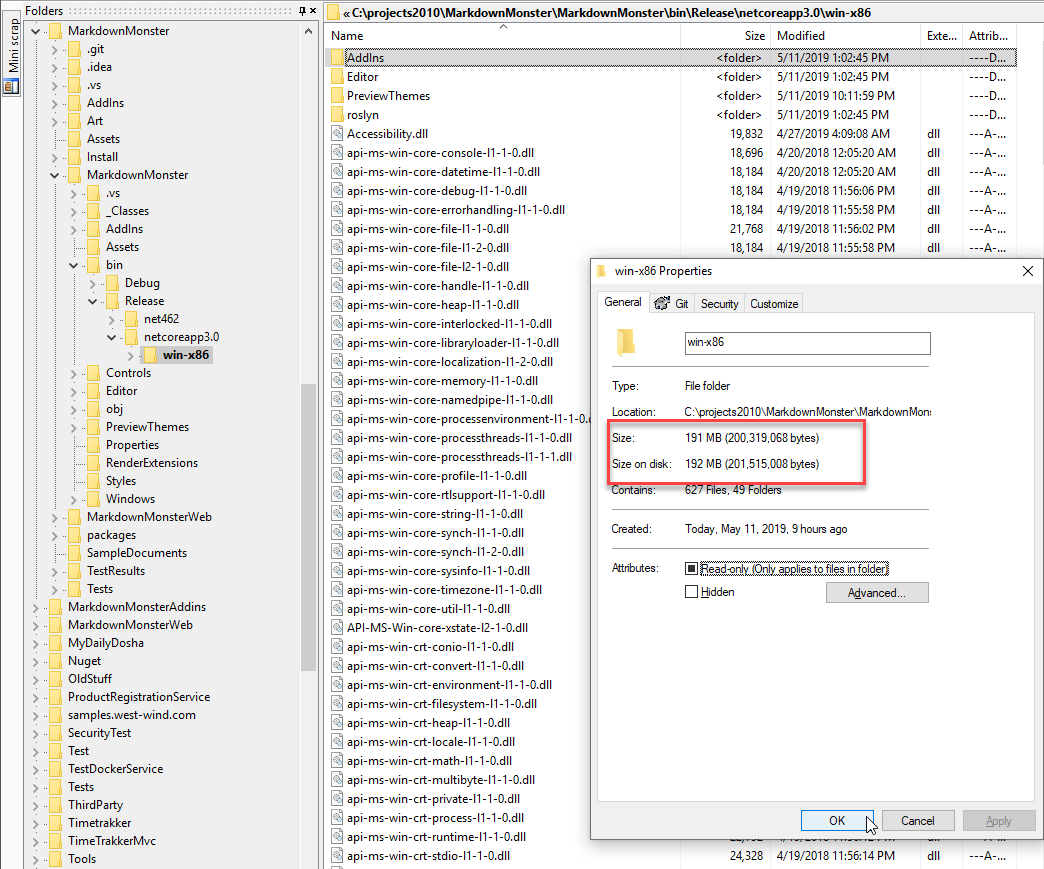 Mini scrap
Folders
MarkdownMonster
.git
.idea
.vs
AddIns
Art
Assets
Install
MarkdownMonster
.vs
_Classes
AddIns
Assets
bin
Debug
Release
net462
netcoreapp3.0
win-x86
Controls
Editor
obj
PreviewThemes
Properties
RenderExtensions
Styles
Windows
MarkdownMonsterWeb
packages
SampleDocuments
TestResults
Tests
MarkdownMonsterAddins
MarkdownMonsterWeb
MyDailyDosha
Nuget
OldStuff
ProductRegistrationService
samples.west-wind.com
SecurityTest
Test
TestDockerService
Tests
ThirdParty
Timetrakker
TimeTrakkerMvc
Tools
« C:\projects2010\MarkdownMonster\MarkdownMonster\bin\Release\netcoreapp3.0\win-x86
Name Size Modified Exte... Attrib...
AddIns <folder> 5/11/2019 1:02:45 PM ----D...
Editor <folder> 5/11/2019 1:02:45 PM ----D...
PreviewThemes <folder> 5/11/2019 10:11:59 PM ----D...
roslyn <folder> 5/11/2019 1:02:45 PM ----D...
Accessibility.dll 19,832 4/27/2019 4:09:08 AM dll ---A-...
api-ms-win-core-console-l1-1-0.dll 18,696 4/20/2018 12:05:20 AM dll ---A-...
api-ms-win-core-datetime-l1-1-0.dll 18,184 4/20/2018 12:05:20 AM dll ---A-...
api-ms-win-core-debug-l1-1-0.dll 18,184 4/19/2018 11:56:06 PM dll ---A-...
api-ms-win-core-errorhandling-l1-1-0.dll 18,184 4/19/2018 11:55:58 PM dll ---A-...
api-ms-win-core-file-l1-1-0.dll 21,768 4/19/2018 11:56:02 PM dll ---A-...
api-ms-win-core-file-l1-2-0.dll 18,184 4/19/2018 11:55:58 PM dll ---A-...
api-ms-win-core-file-l2-1-0.dll
api-ms-win-core-handle-l1-1-0.dll
api-ms-win-core-heap-l1-1-0.dll
api-ms-win-core-interlocked-l1-1-0.dll
api-ms-win-core-libraryloader-l1-1-0.dll
api-ms-win-core-localization-l1-2-0.dll
api-ms-win-core-memory-l1-1-0.dll
api-ms-win-core-namedpipe-l1-1-0.dll
api-ms-win-core-processenvironment-l1-1-0.d
api-ms-win-core-processthreads-l1-1-0.dll
api-ms-win-core-processthreads-l1-1-1.dll
api-ms-win-core-profile-l1-1-0.dll
api-ms-win-core-rtlsupport-l1-1-0.dll
api-ms-win-core-string-l1-1-0.dll
api-ms-win-core-synch-l1-1-0.dll
api-ms-win-core-synch-l1-2-0.dll
api-ms-win-core-sysinfo-l1-1-0.dll
api-ms-win-core-timezone-l1-1-0.dll
api-ms-win-core-util-l1-1-0.dll
API-MS-Win-core-xstate-l2-1-0.dll
api-ms-win-crt-conio-l1-1-0.dll
api-ms-win-crt-convert-l1-1-0.dll
api-ms-win-crt-environment-l1-1-0.dll
api-ms-win-crt-filesystem-l1-1-0.dll
api-ms-win-crt-heap-l1-1-0.dll
api-ms-win-crt-locale-l1-1-0.dll
api-ms-win-crt-math-l1-1-0.dll
api-ms-win-crt-multibyte-l1-1-0.dll
api-ms-win-crt-private-l1-1-0.dll
api-ms-win-crt-process-l1-1-0.dll
api-ms-win-crt-runtime-l1-1-0.dll
api-ms-win-crt-stdio-l1-1-0.dll 24,328 4/19/2018 11:56:14 PM dll ---A-...
win-x86 Properties
General Git Security Customize
win-x86
Type: File folder
Location: C:\projects2010\MarkdownMonster\MarkdownMons
Size: 191 MB (200,319,068 bytes)
Size on disk: 192 MB (201,515,008 bytes)
Contains: 627 Files, 49 Folders
Created: Today, May 11, 2019, 9 hours ago
Attributes: Read-only (Only applies to files in folder)
Hidden Advanced...
OK Cancel Apply